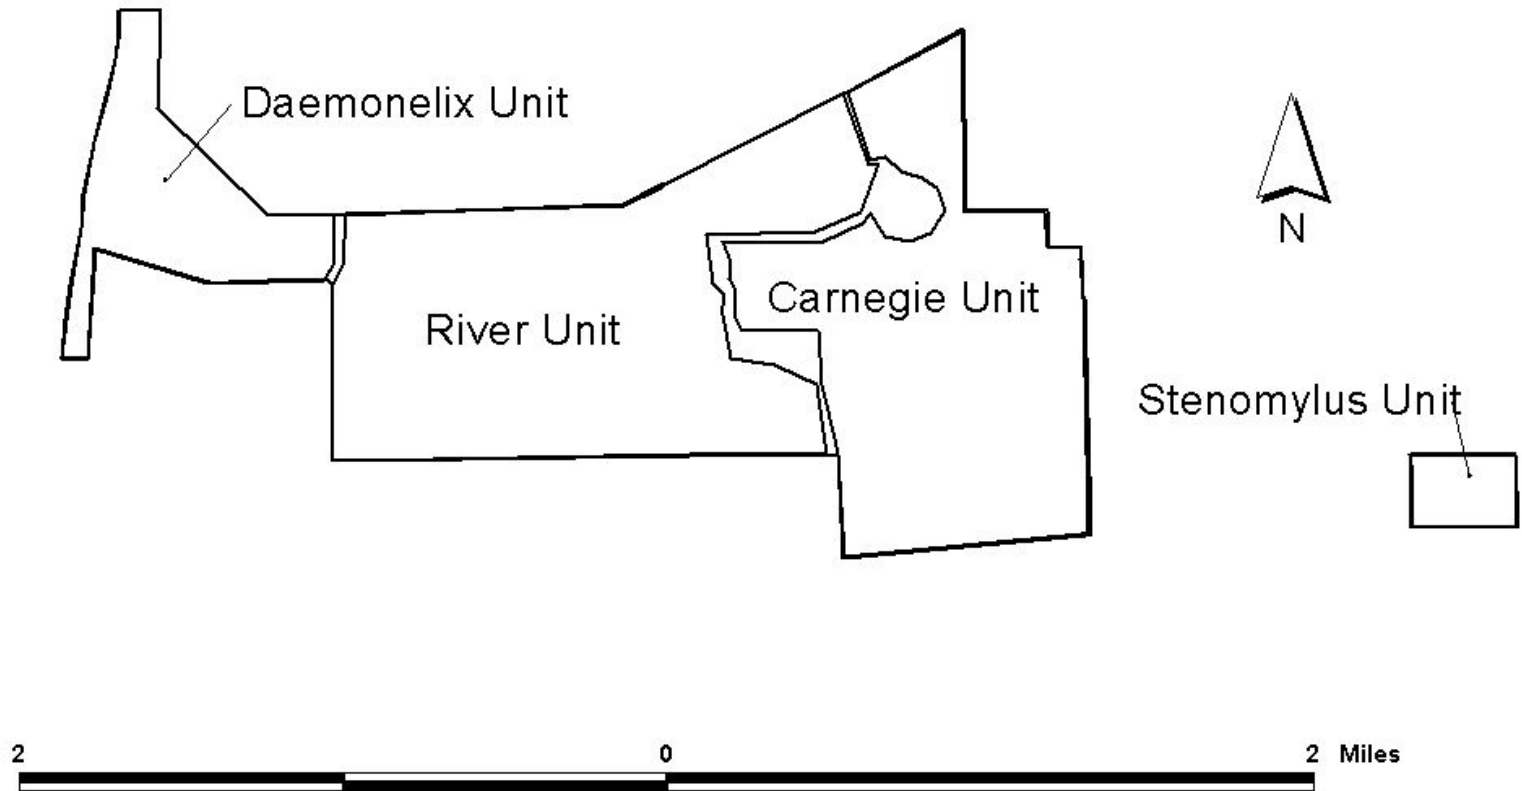 Daemonelix Unit
N
Carnegie Unit
River Unit
Stenomylus Unit
2 0 2 Miles